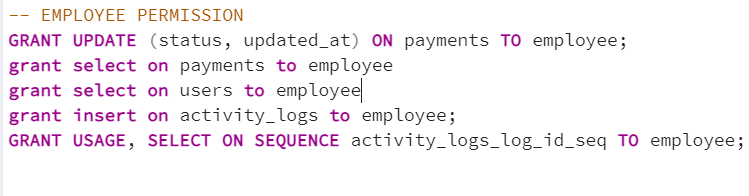 -- EMPLOYEE PERMISSION
GRANT UPDATE (status, updated_at) ON payments TO employee;
grant select on payments to employee
grant select on users to employee
grant insert on activity_logs to employee;
GRANT USAGE, SELECT ON SEQUENCE activity_logs_log_id_seq TO employee;